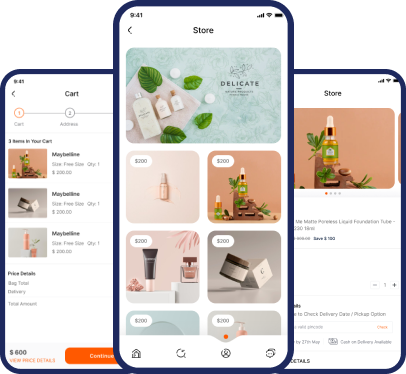 9:41
Cart
1
2
Cart
Address
3 Items in Your Cart
Maybelline
Size: Free Size Qty: 1
$ 200.00
Maybelline
Size: Free Size Qty: 1
$ 200.00
Maybelline
Size: Free Size Qty: 1
$ 200.00
Price Details
Bag Total
Delivery
Total Amount
$ 600
VIEW PRICE DETAILS
Continue
9:41
Store
DELICATE
$200
$200
$200
$200
$200
$200
Store
Me Matte Poreless Liquid Foundation Tube -
Save $ 100
1
ails
e to Check Delivery Date / Pickup Option
Check
by 27th May
Cash on Delivery Available
DETAILS